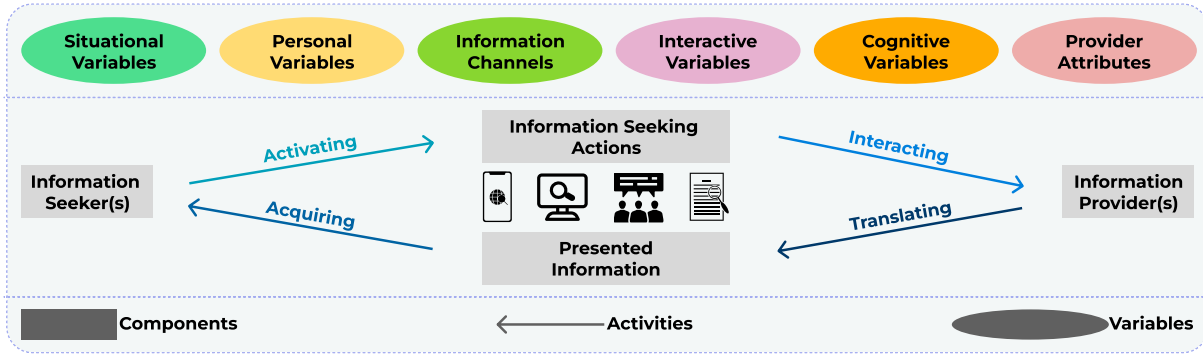 Situational
Variables
Personal
Variables
Information
Channels
Interactive
Variables
Cognitive
Variables
Provider
Attributes
Activating
Information Seeking
Actions
Interacting
Information
Seeker(s)
Information
Provider(s)
Acquiring
Translating
Presented
Information
Components
Activities
Variables